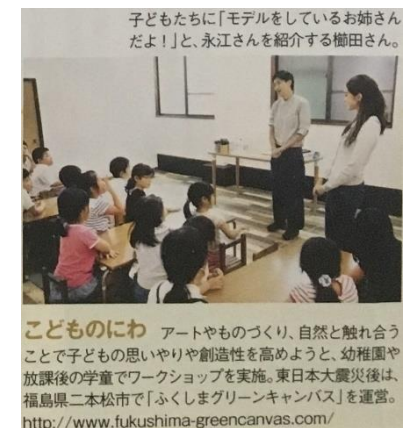 子どもたちに「モデルをしているお姉さん
だよ!」と、永江さんを紹介する櫛田さん。
こどものにわ アートやものづくり、自然と触れ合う
ことで子どもの思いやりや創造性を高めようと、幼稚園や
放課後の学童でワークショップを実施。東日本大震災後は、
福島県二本松市で「ふくしまグリーンキャンバス」を運営。
http://www.fukushima-greencanvas.com/